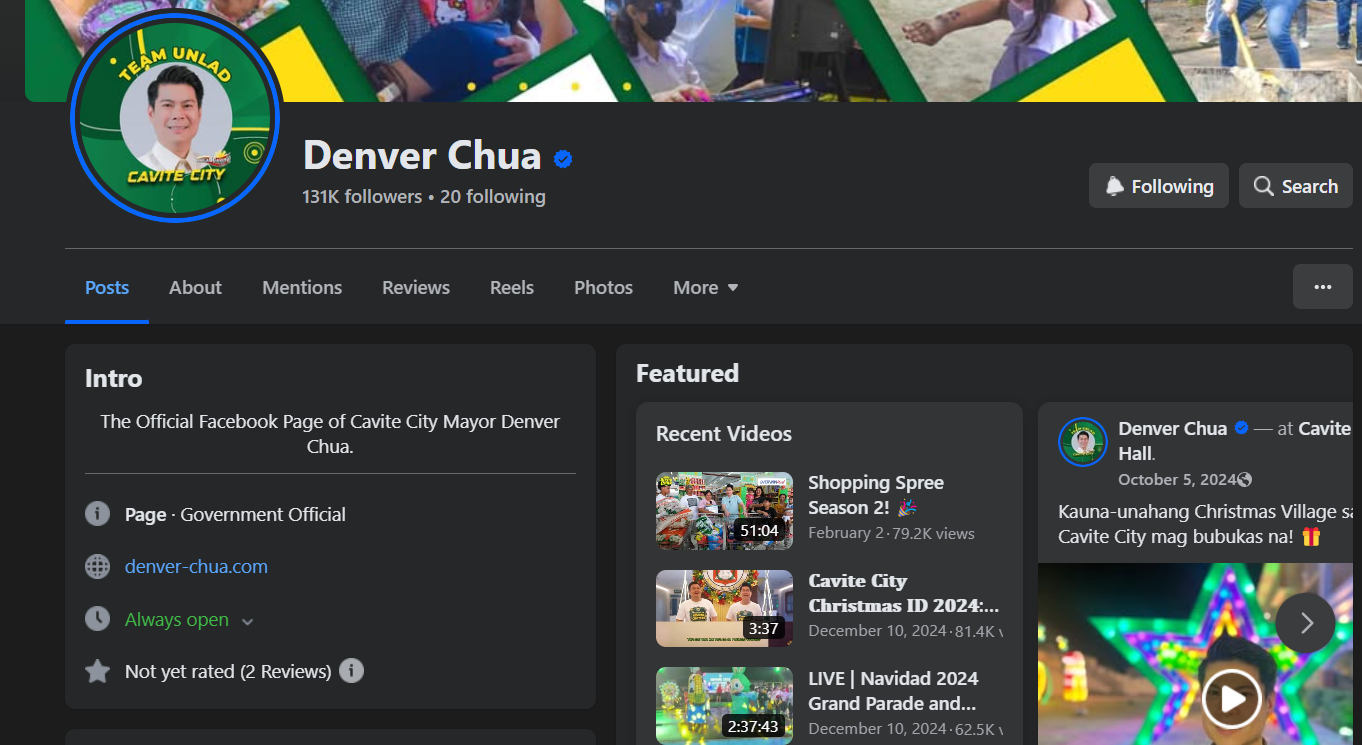 TEAM UNLAD
CAVITE CITY
Denver Chua
131K followers • 20 following
Following
Search
Posts
About
Mentions
Reviews
Reels
Photos
More
Intro
The Official Facebook Page of Cavite City Mayor Denver
Chua.
Page · Government Official
denver-chua.com
Always open
Not yet rated (2 Reviews)
Featured
Recent Videos
51:04
Shopping Spree
Season 2! 🎉
February 2 · 79.2K views
3:37
Cavite City
Christmas ID 2024:...
December 10, 2024 · 81.4K
2:37:43
LIVE | Navidad 2024
Grand Parade and...
December 10, 2024 · 62.5K
Denver Chua — at Cavite
Hall.
October 5, 2024
Kauna-unahang Christmas Village sa
Cavite City mag bubukas na! 🎁